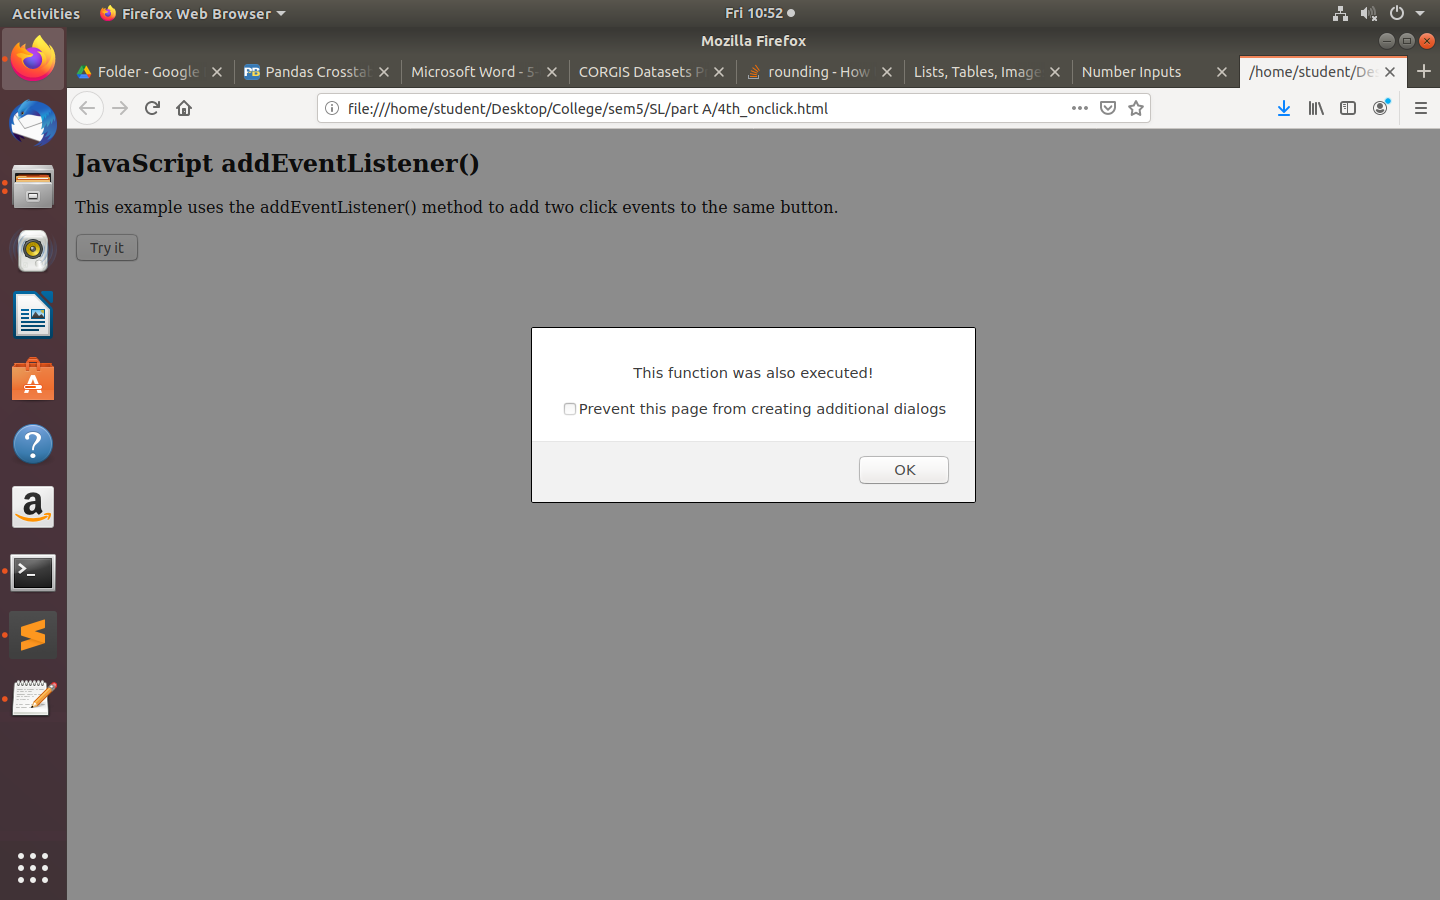 Activities Firefox Web Browser Fri 10:52
Mozilla Firefox
Folder - Google PB Pandas Crosstab Microsoft Word - 5- CORGIS Datasets P rounding - How Lists, Tables, Image Number Inputs /home/student/De
file:///home/student/Desktop/College/sem5/SL/part A/4th_onclick.html
JavaScript addEventListener()
This example uses the addEventListener() method to add two click events to the same button.
Try it
This function was also executed!
Prevent this page from creating additional dialogs
OK